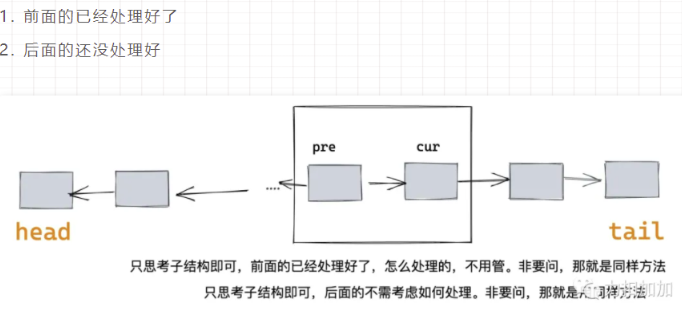 1. 前面的已经处理好了
2. 后面的还没处理好
pre
cur
....
head
tail
只思考子结构即可，前面的已经处理好了，怎么处理的，不用管。非要问，那就是同样方法
只思考子结构即可，后面的不需考虑如何处理。非要问，那就是用同样方法